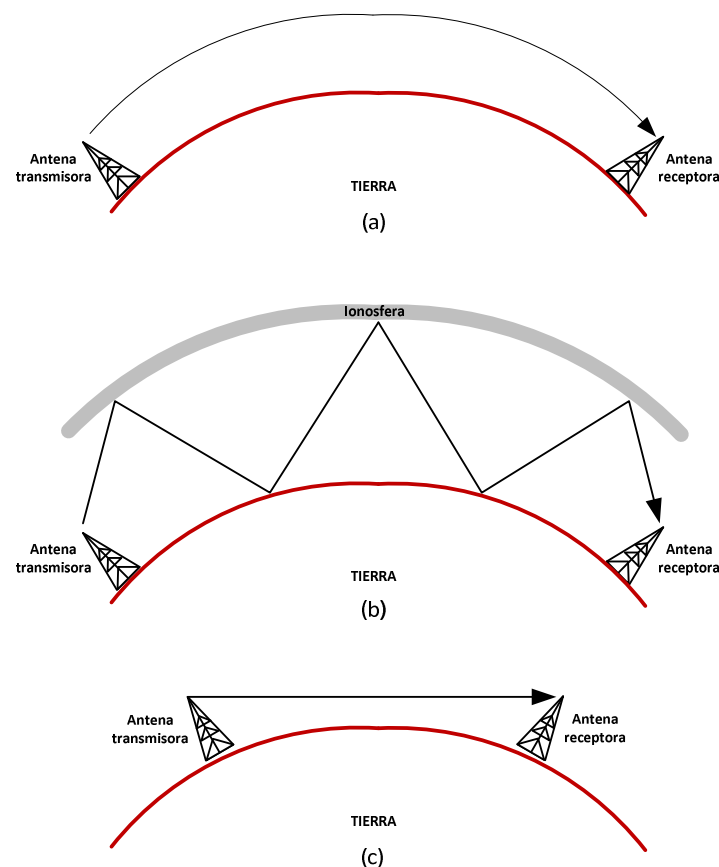 Antena
transmisora
Antena
receptora
TIERRA
(a)
Ionosfera
Antena
transmisora
Antena
receptora
TIERRA
(b)
Antena
transmisora
Antena
receptora
TIERRA
(c)